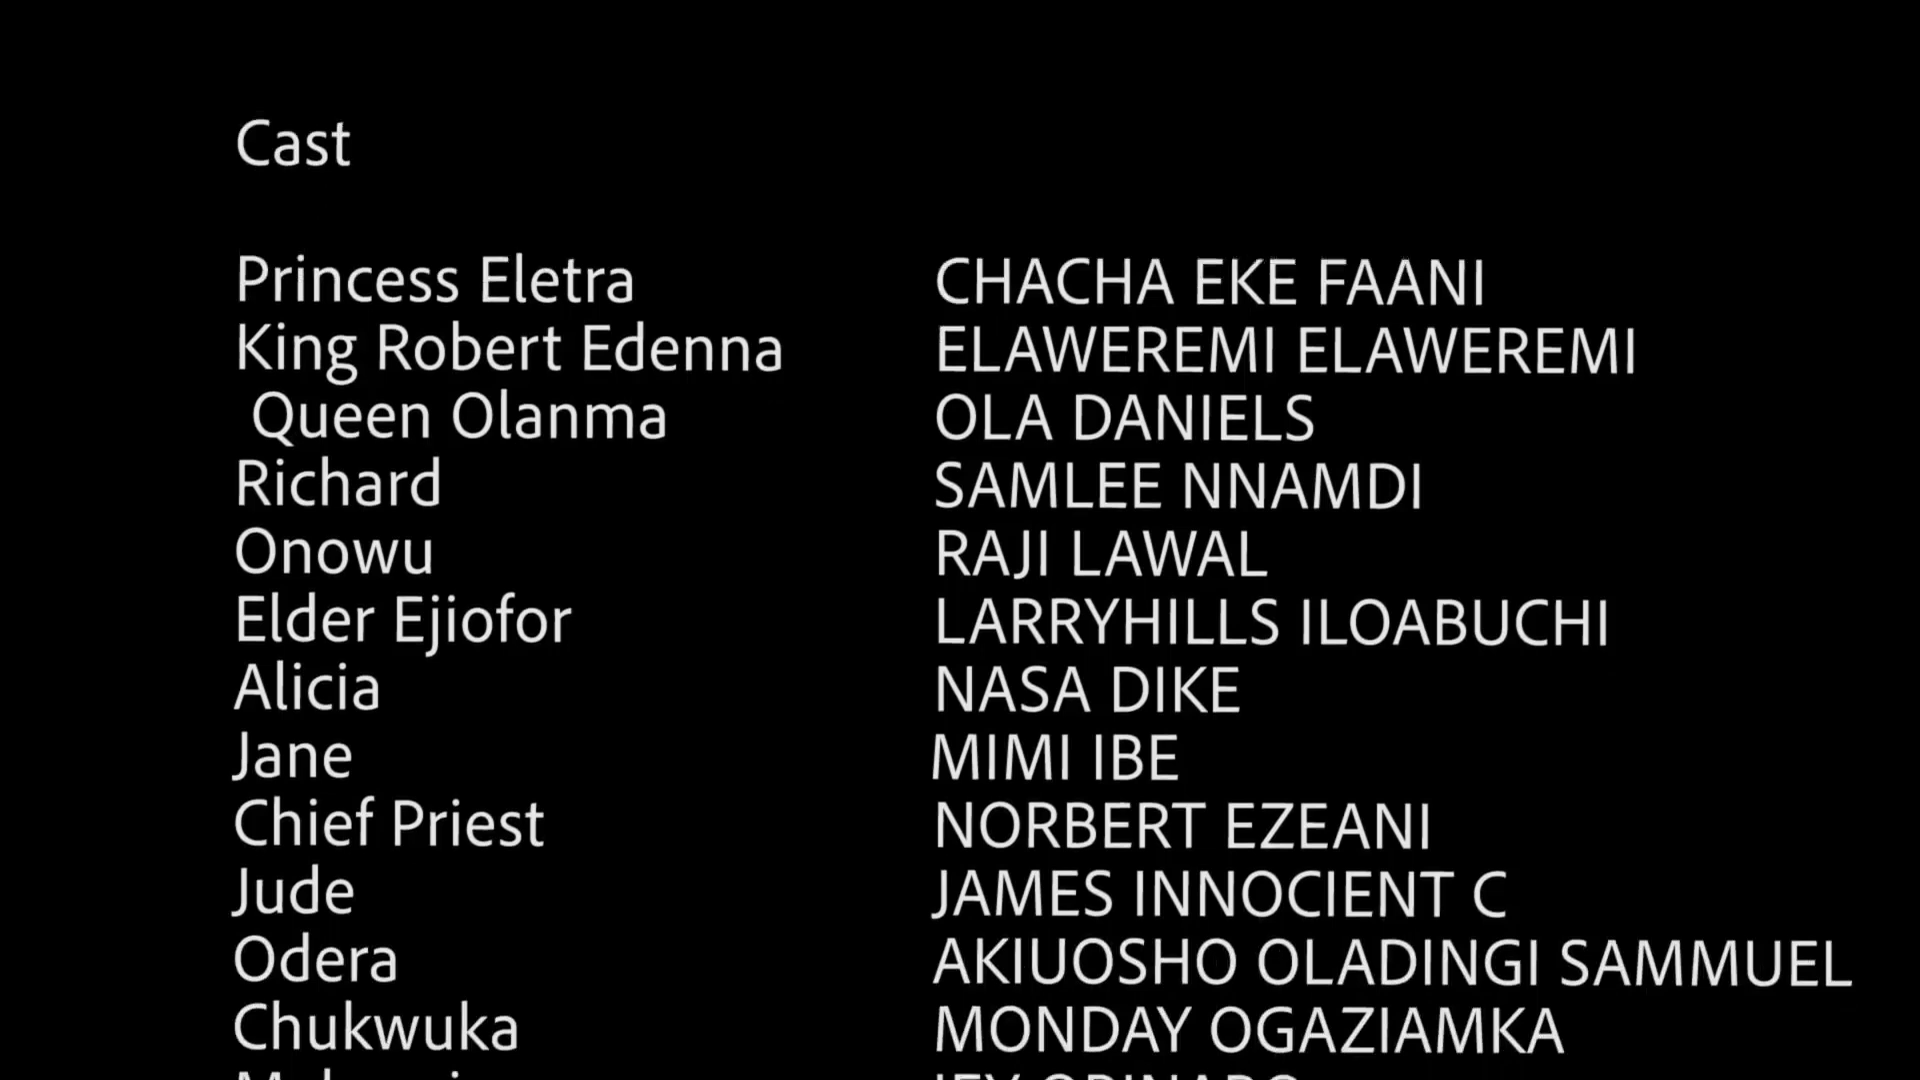 Cast
Princess Eletra CHACHA EKE FAANI
King Robert Edenna ELAWEREMI ELAWEREMI
Queen Olanma OLA DANIELS
Richard SAMLEE NNAMDI
Onowu RAJI LAWAL
Elder Ejiofor LARRYHILLS ILOABUCHI
Alicia NASA DIKE
Jane MIMI IBE
Chief Priest NORBERT EZEANI
Jude JAMES INNOCIENT C
Odera AKIUOSHO OLADINGI SAMMUEL
Chukwuka MONDAY OGAZIAMKA